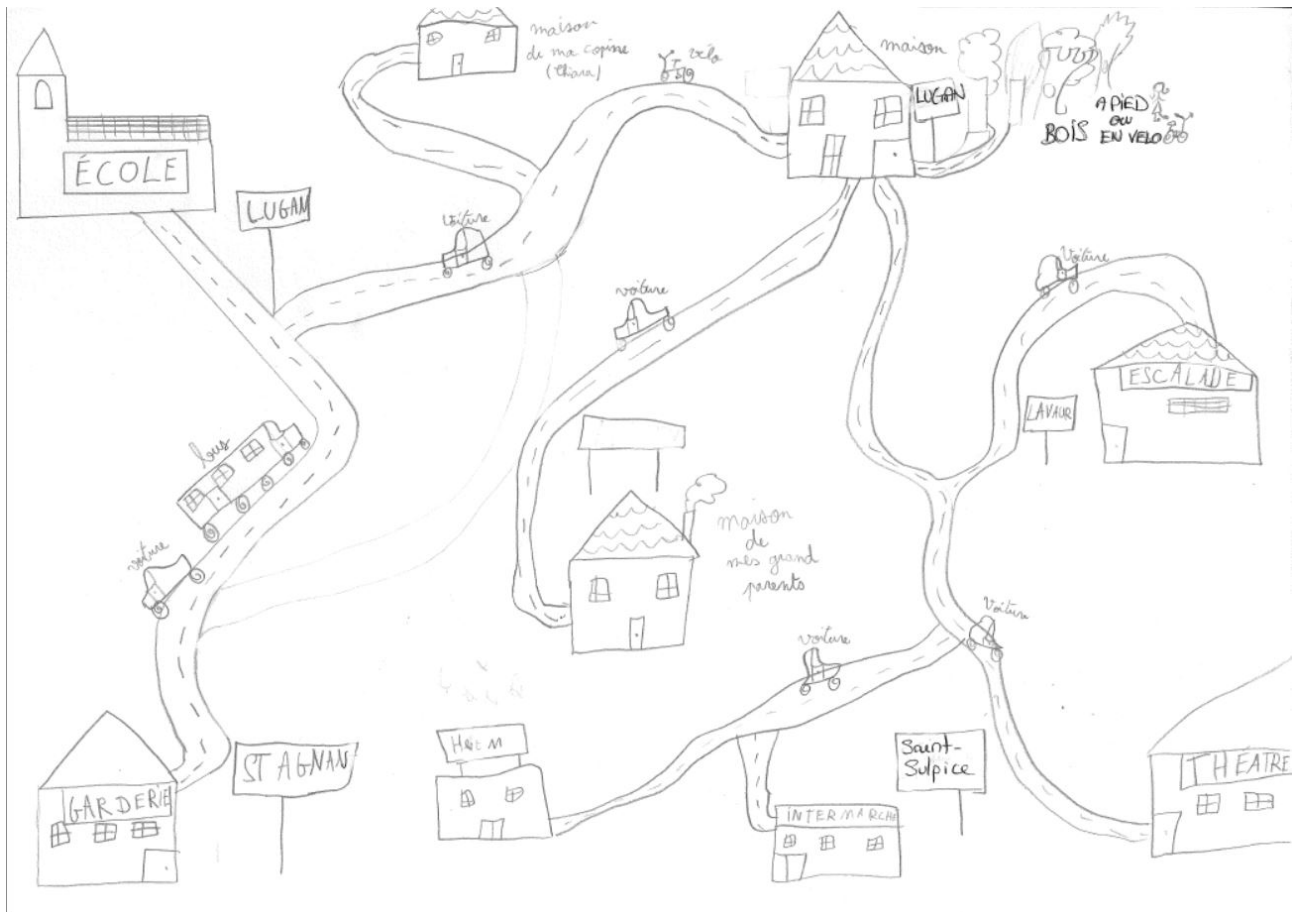 maison
de ma copine
(Chiara)
vélo
maison
LUGAN
A PIED
OU
EN VELO
BOIS
ÉCOLE
LUGAN
voiture
voiture
Voiture
ESCALADE
LAVAUR
bus
voiture
maison
de
mes grand
parents
voiture
Voiture
GARDERIE
ST AGNAN
H et M
INTERMARCHE
Saint-
Sulpice
THEATRE